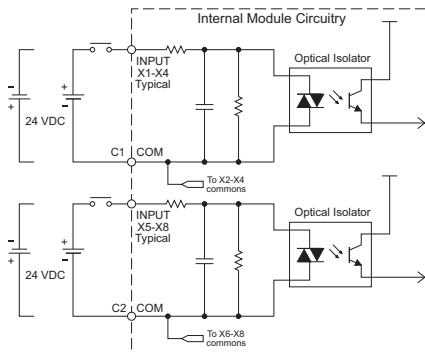 Internal Module Circuitry
INPUT
X1-X4
Typical
Optical Isolator
-
+
+
-
24 VDC
C1
COM
To X2-X4
commons
INPUT
X5-X8
Typical
Optical Isolator
-
+
+
-
24 VDC
C2
COM
To X6-X8
commons